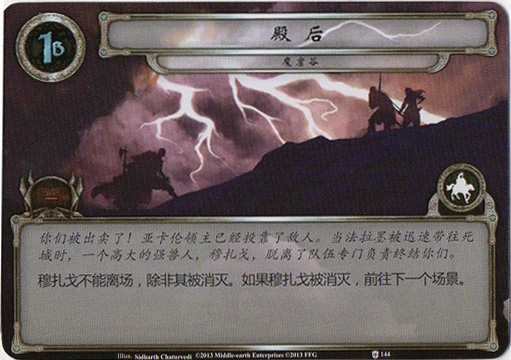 1B
殿后
魔窟谷
你们被出卖了！亚卡伦领主已经投靠了敌人。当法拉墨被迅速带往死
城时，一个高大的强兽人，穆扎戈，脱离了队伍专门负责终结你们。
穆扎戈不能离场，除非其被消灭。如果穆扎戈被消灭，前往下一个场景。
Illus. Sidharth Chaturvedi ©2013 Middle-earth Enterprises ©2013 FFG 144